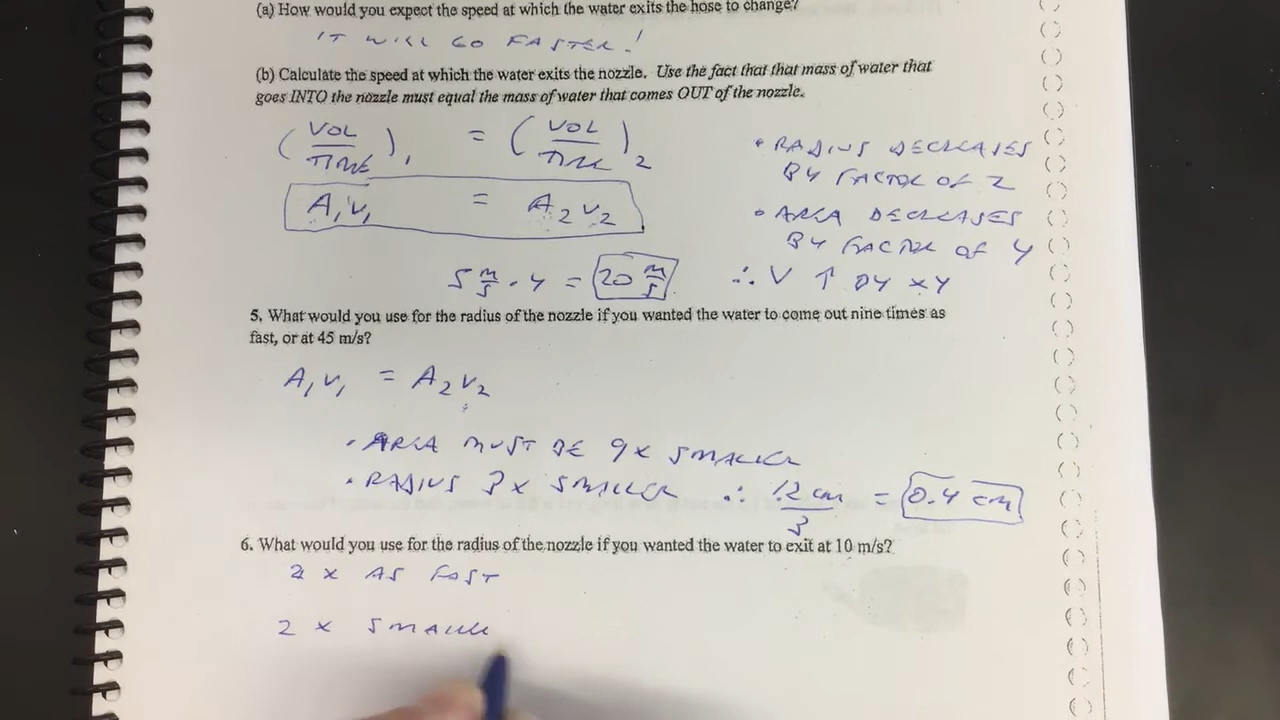 (a) How would you expect the speed at which the water exits the hose to change?
IT WILL GO FASTER!
(b) Calculate the speed at which the water exits the nozzle. Use the fact that that mass of water that
goes INTO the nozzle must equal the mass of water that comes OUT of the nozzle.
(VOL/TIME)₁ = (VOL/TIME)₂
A₁v₁ = A₂v₂
5 m/s · 4 = 20 m/s
• RADIUS DECREASES
BY FACTOR OF 2
• AREA DECREASES
BY FACTOR OF 4
∴ V ↑ BY x4
5. What would you use for the radius of the nozzle if you wanted the water to come out nine times as
fast, or at 45 m/s?
A₁v₁ = A₂v₂
• AREA MUST BE 9x SMALLER
• RADIUS 3x SMALLER ∴ 1.2 cm/3 = 0.4 cm
6. What would you use for the radius of the nozzle if you wanted the water to exit at 10 m/s?
2 x AS FAST
2 x SMALLE